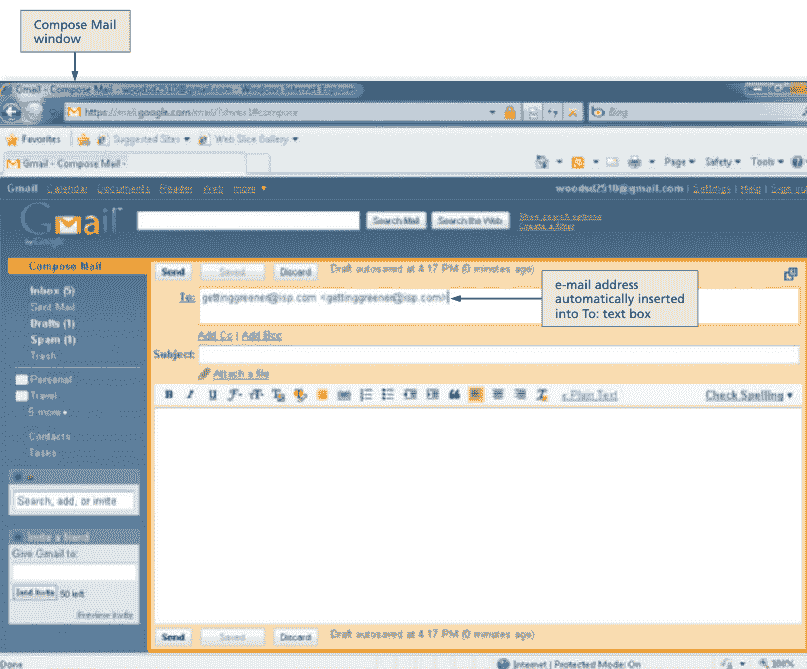 Compose Mail
window
Gmail - Compose Mail
https://mail.google.com/mail/?shva=1#compose
Bing
Favorites Suggested Sites Web Slice Gallery
Gmail - Compose Mail -
Page Safety Tools
Gmail Calendar Documents Reader Web more
woodsd2510@gmail.com | Settings | Help | Sign out
Gmail
by Google
Search Mail Search the Web Show search options
Create a filter
Compose Mail
Send Saved Discard Draft autosaved at 4:17 PM (0 minutes ago)
Inbox (5)
Sent Mail
Drafts (1)
Spam (1)
Trash
Personal
Travel
5 more
Contacts
Tasks
Search, add, or invite
Invite a friend
Give Gmail to:
Send Invite 50 left
Preview Invite
To: gettinggreener@isp.com <gettinggreener@isp.com>
e-mail address
automatically inserted
into To: text box
Add Cc | Add Bcc
Subject:
Attach a file
B I U « Plain Text Check Spelling
Send Saved Discard Draft autosaved at 4:17 PM (0 minutes ago)
Done Internet | Protected Mode: On 100%